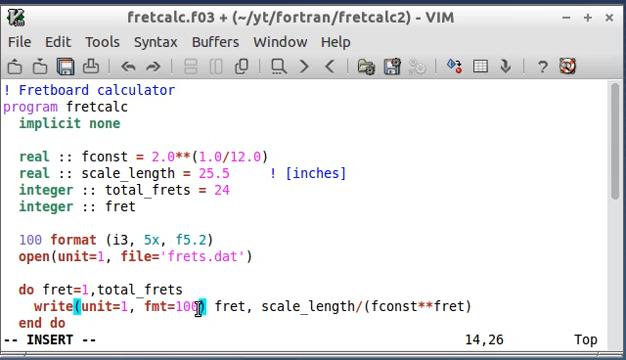 fretcalc.f03 + (~/yt/fortran/fretcalc2) - VIM
File Edit Tools Syntax Buffers Window Help
! Fretboard calculator
program fretcalc
  implicit none

  real :: fconst = 2.0**(1.0/12.0)
  real :: scale_length = 25.5     ! [inches]
  integer :: total_frets = 24
  integer :: fret

  100 format (i3, 5x, f5.2)
  open(unit=1, file='frets.dat')

  do fret=1,total_frets
    write(unit=1, fmt=100) fret, scale_length/(fconst**fret)
  end do
-- INSERT -- 14,26 Top